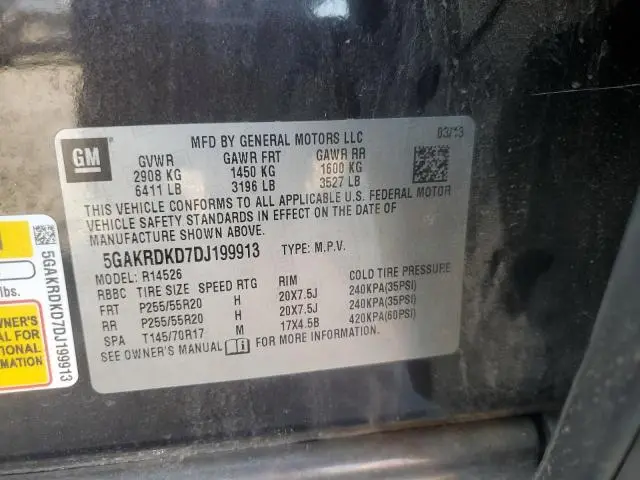 GM
MFD BY GENERAL MOTORS LLC 03/13
GVWR GAWR FRT GAWR RR
2908 KG 1450 KG 1600 KG
6411 LB 3196 LB 3527 LB
THIS VEHICLE CONFORMS TO ALL APPLICABLE U.S. FEDERAL MOTOR
VEHICLE SAFETY STANDARDS IN EFFECT ON THE DATE OF
MANUFACTURE SHOWN ABOVE.
5GAKRDKD7DJ199913 TYPE: M.P.V.
MODEL: R14526
RBBC TIRE SIZE SPEED RTG RIM COLD TIRE PRESSURE
FRT P255/55R20 H 20X7.5J 240KPA(35PSI)
RR P255/55R20 H 20X7.5J 240KPA(35PSI)
SPA T145/70R17 M 17X4.5B 420KPA(60PSI)
SEE OWNER'S MANUAL i FOR MORE INFORMATION.
5GAKRDKD7DJ199913
lbs.
OWNER'S
AL FOR
TIONAL
RMATION